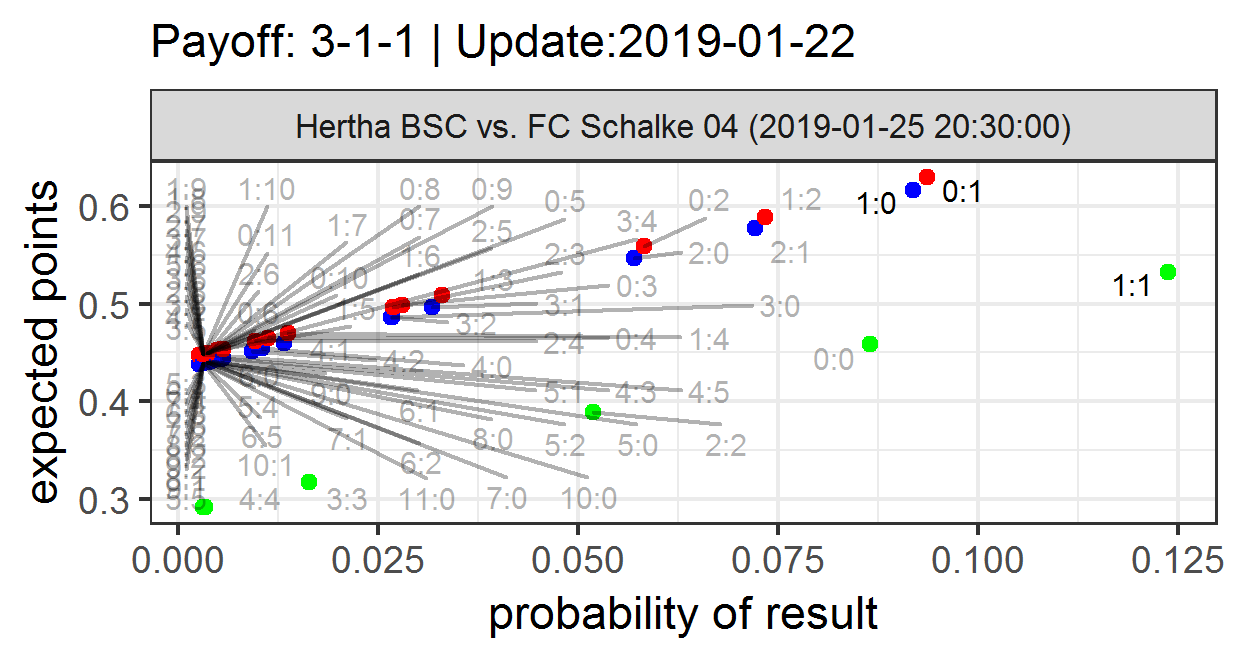 Payoff: 3-1-1 | Update:2019-01-22
Hertha BSC vs. FC Schalke 04 (2019-01-25 20:30:00)
expected points
0.6
0.5
0.4
0.3
1:9 1:10 0:8 0:9 0:5 0:2 1:2 1:0 0:1
0:11 1:7 0:7 2:5 3:4
2:6 0:10 1:6 1:3 2:3 0:3 2:0 2:1 1:1
0:6 1:5 3:2 3:1 3:0
4:1 4:2 4:0 2:4 0:4 1:4 0:0
5:4 9:0 6:1 5:1 4:3 4:5
6:5 7:1 8:0 5:2 5:0 2:2
10:1 6:2
5:5 4:4 3:3 11:0 7:0 10:0
0.000 0.025 0.050 0.075 0.100 0.125
probability of result